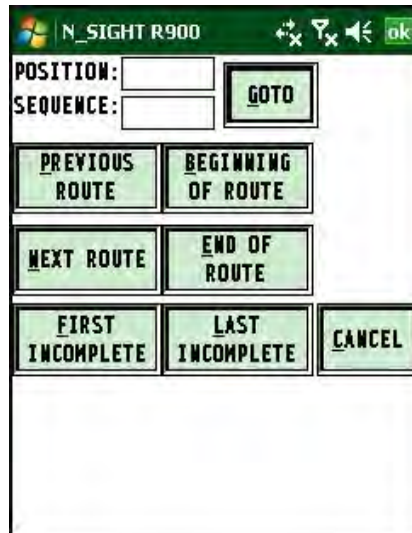 N_SIGHT R900
ok
POSITION:
SEQUENCE:
GOTO
PREVIOUS
ROUTE
BEGINNING
OF ROUTE
NEXT ROUTE
END OF
ROUTE
FIRST
INCOMPLETE
LAST
INCOMPLETE
CANCEL